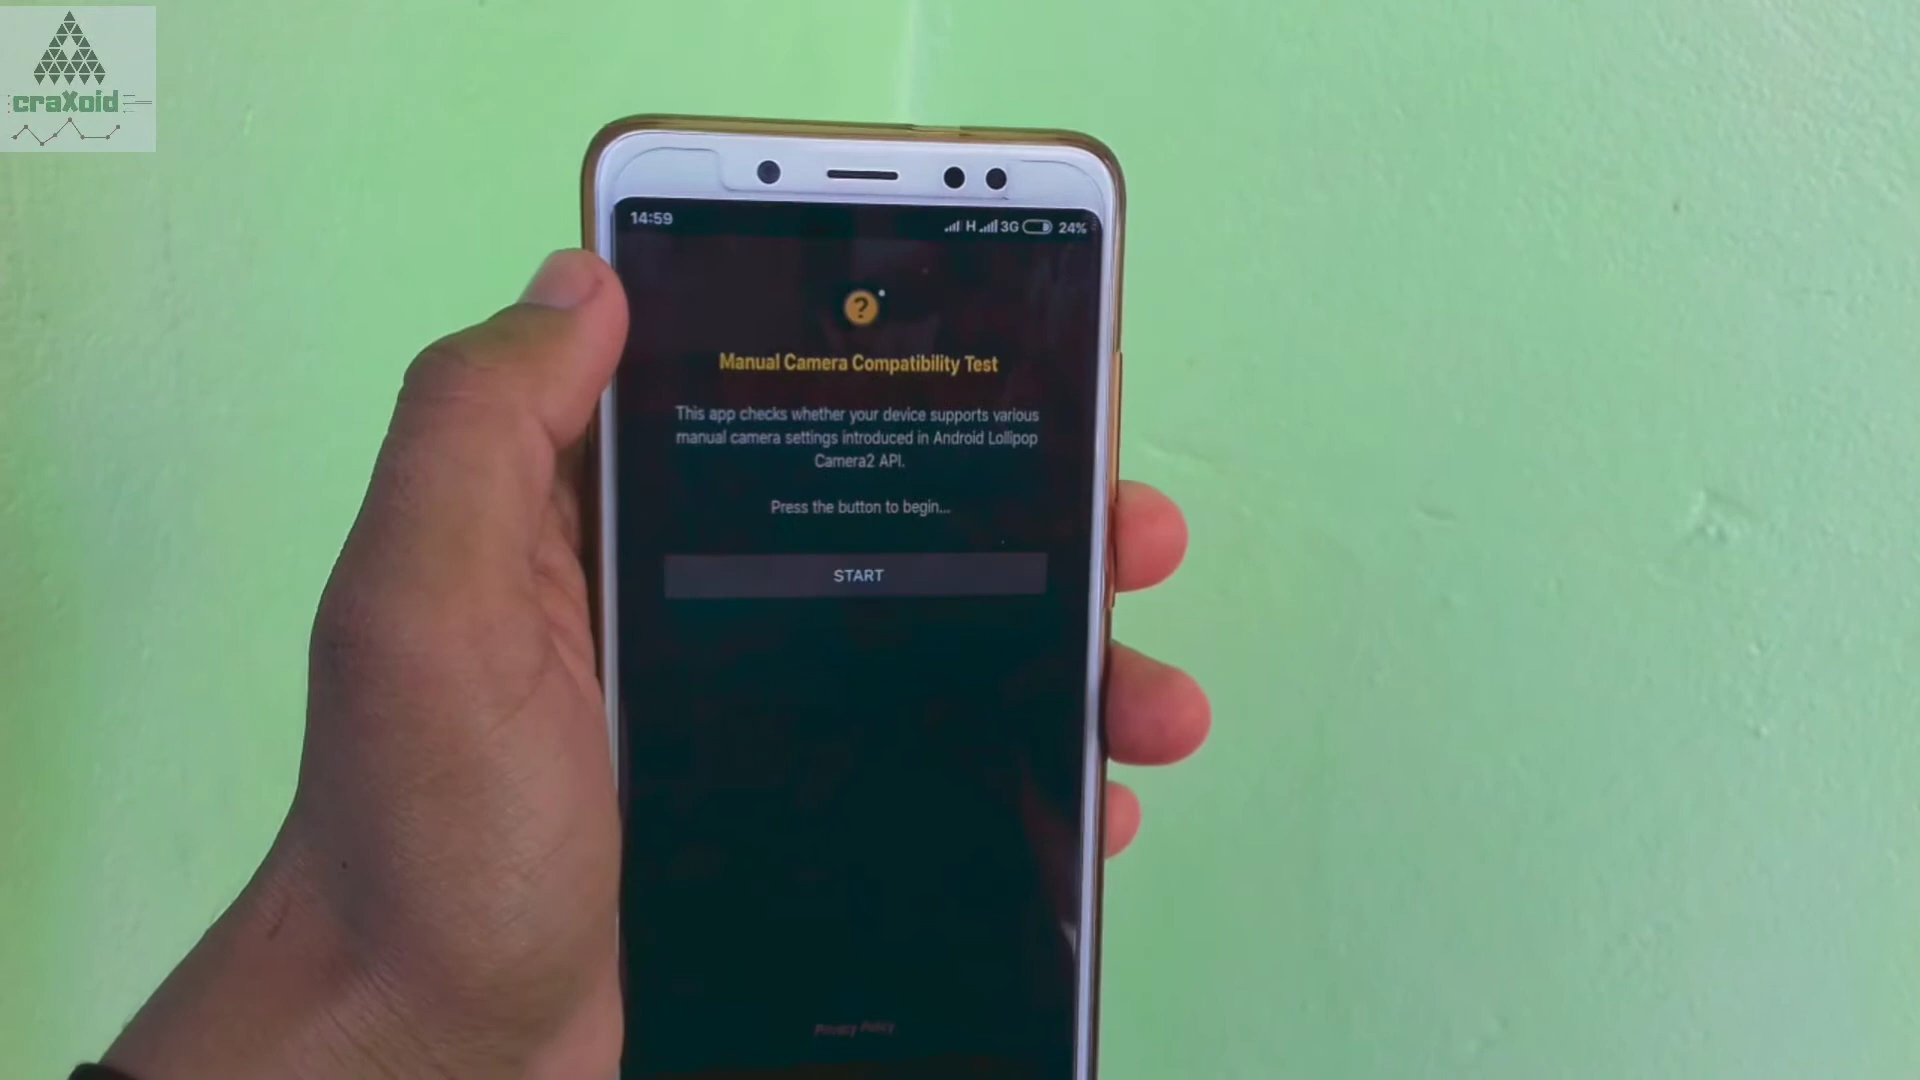 craXoid
14:59
H 3G 24%
?
Manual Camera Compatibility Test
This app checks whether your device supports various
manual camera settings introduced in Android Lollipop
Camera2 API.
Press the button to begin...
START
Privacy Policy